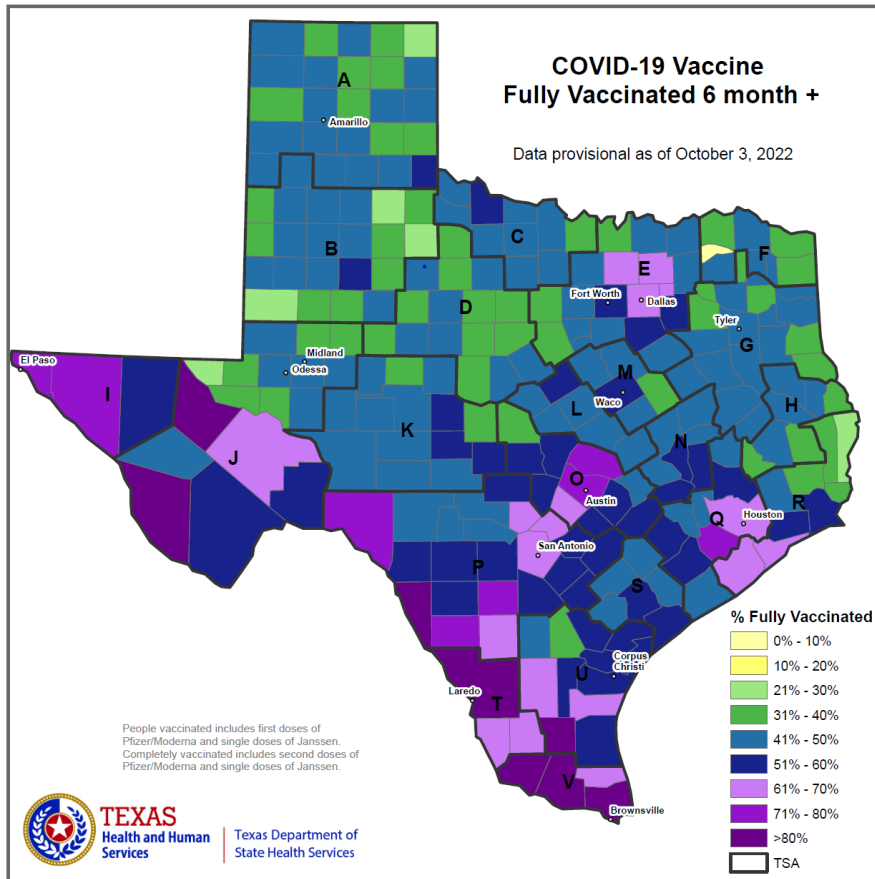 COVID-19 Vaccine
Fully Vaccinated 6 month +
Data provisional as of October 3, 2022
A
Amarillo
B
C
D
E
Fort Worth
Dallas
F
Tyler
G
Midland
Odessa
El Paso
I
J
K
L
M
Waco
H
N
O
Austin
Q
Houston
R
P
San Antonio
S
U
Corpus
Christi
Laredo
T
V
Brownsville
% Fully Vaccinated
0% - 10%
10% - 20%
21% - 30%
31% - 40%
41% - 50%
51% - 60%
61% - 70%
71% - 80%
>80%
TSA
People vaccinated includes first doses of
Pfizer/Moderna and single doses of Janssen.
Completely vaccinated includes second doses of
Pfizer/Moderna and single doses of Janssen.
TEXAS
Health and Human
Services
Texas Department of
State Health Services